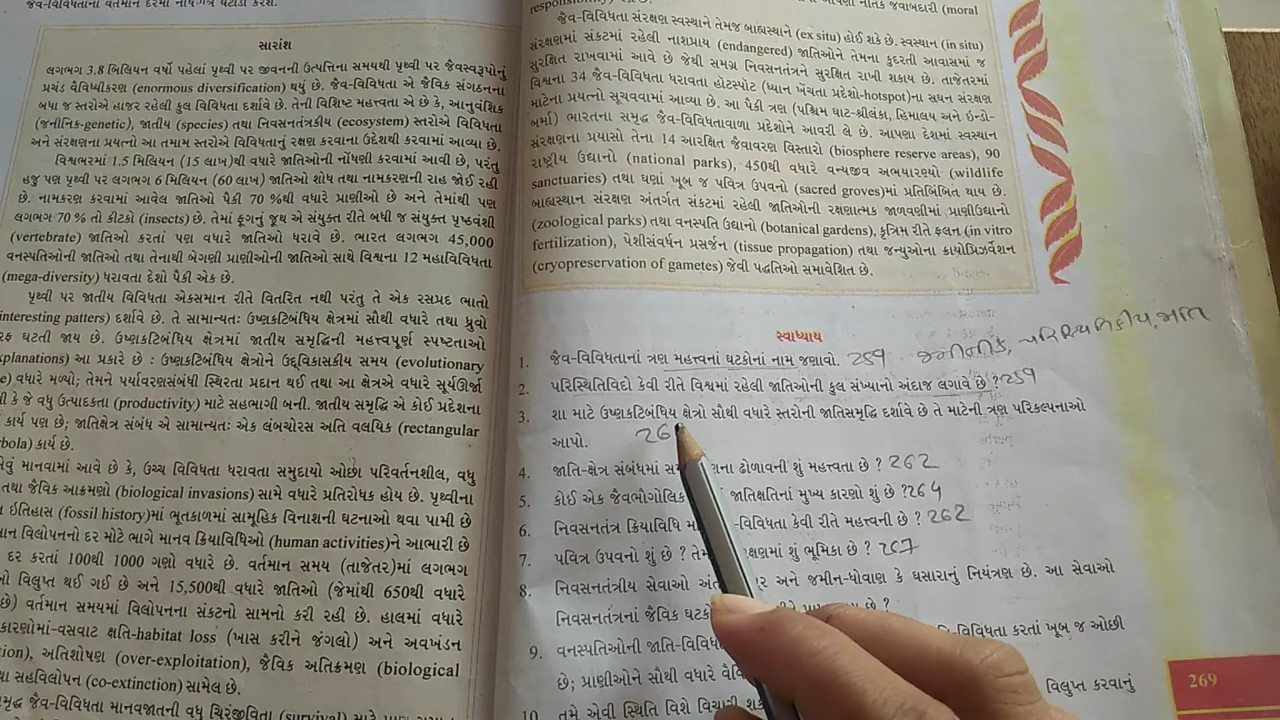 જૈવ-વિવિધતાના વર્તમાન દરમાં નોંધપાત્ર ઘટાડો કરશે.
સારાંશ
લગભગ 3.8 બિલિયન વર્ષો પહેલાં પૃથ્વી પર જીવનની ઉત્પત્તિના સમયથી પૃથ્વી પર જૈવસ્વરૂપોનું
પ્રચંડ વૈવિધ્યીકરણ (enormous diversification) થયું છે. જૈવ-વિવિધતા એ જૈવિક સંગઠનના
બધા જ સ્તરોએ હાજર રહેલી કુલ વિવિધતા દર્શાવે છે. તેની વિશિષ્ટ મહત્ત્વતા એ છે કે, આનુવંશિક
(જનીનિક-genetic), જાતીય (species) તથા નિવસનતંત્રકીય (ecosystem) સ્તરોએ વિવિધતા
અને સંરક્ષણના પ્રયત્નો આ તમામ સ્તરોએ વિવિધતાનું રક્ષણ કરવાના ઉદેશથી કરવામાં આવ્યા છે.
વિશ્વભરમાં 1.5 મિલિયન (15 લાખ)થી વધારે જાતિઓની નોંધણી કરવામાં આવી છે, પરંતુ
હજુ પણ પૃથ્વી પર લગભગ 6 મિલિયન (60 લાખ) જાતિઓ શોધ તથા નામકરણની રાહ જોઈ રહી
છે. નામકરણ કરવામાં આવેલ જાતિઓ પૈકી 70 %થી વધારે પ્રાણીઓ છે અને તેમાંથી પણ
લગભગ 70 % તો કીટકો (insects) છે. તેમાં ફૂગનું જૂથ એ સંયુક્ત રીતે બધી જ સંયુક્ત પૃષ્ઠવંશી
(vertebrate) જાતિઓ કરતાં પણ વધારે જાતિઓ ધરાવે છે. ભારત લગભગ 45,000
વનસ્પતિઓની જાતિઓ તથા તેનાથી બેગણી પ્રાણીઓની જાતિઓ સાથે વિશ્વના 12 મહાવિવિધતા
(mega-diversity) ધરાવતા દેશો પૈકી એક છે.
પૃથ્વી પર જાતીય વિવિધતા એકસમાન રીતે વિતરિત નથી પરંતુ તે એક રસપ્રદ ભાતો
interesting patters) દર્શાવે છે. તે સામાન્યતઃ ઉષ્ણકટિબંધિય ક્ષેત્રમાં સૌથી વધારે તથા ધ્રુવો
રફ ઘટતી જાય છે. ઉષ્ણકટિબંધિય ક્ષેત્રમાં જાતીય સમૃદ્ધિની મહત્ત્વપૂર્ણ સ્પષ્ટતાઓ
xplanations) આ પ્રકારે છે : ઉષ્ણકટિબંધિય ક્ષેત્રોને ઉદ્‌વિકાસકીય સમય (evolutionary
e) વધારે મળ્યો; તેમને પર્યાવરણસંબંધી સ્થિરતા પ્રદાન થઈ તથા આ ક્ષેત્રએ વધારે સૂર્યઊર્જા
ી કે જે વધુ ઉત્પાદકતા (productivity) માટે સહભાગી બની. જાતીય સમૃદ્ધિ એ કોઈ પ્રદેશના
કાર્ય પણ છે; જાતિક્ષેત્ર સંબંધ એ સામાન્યતઃ એક લંબચોરસ અતિ વલયિક (rectangular
bola) કાર્ય છે.
વું માનવામાં આવે છે કે, ઉચ્ચ વિવિધતા ધરાવતા સમુદાયો ઓછા પરિવર્તનશીલ, વધુ
તથા જૈવિક આક્રમણો (biological invasions) સામે વધારે પ્રતિરોધક હોય છે. પૃથ્વીના
ઇતિહાસ (fossil history)માં ભૂતકાળમાં સામૂહિક વિનાશની ઘટનાઓ થવા પામી છે
ાન વિલોપનનો દર મોટે ભાગે માનવ ક્રિયાવિધિઓ (human activities)ને આભારી છે
દર કરતાં 100થી 1000 ગણો વધારે છે. વર્તમાન સમય (તાજેતર)માં લગભગ
ઓ વિલુપ્ત થઈ ગઈ છે અને 15,500થી વધારે જાતિઓ (જેમાંથી 650થી વધારે
છે) વર્તમાન સમયમાં વિલોપનના સંકટનો સામનો કરી રહી છે. હાલમાં વધારે
કારણોમાં-વસવાટ ક્ષતિ-habitat loss (ખાસ કરીને જંગલો) અને અવખંડન
tion), અતિશોષણ (over-exploitation), જૈવિક અતિક્રમણ (biological
ા સહવિલોપન (co-extinction) સામેલ છે.
મૃદ્ધ જૈવ-વિવિધતા માનવજાતની વધુ ચિરંજીવિતા (survival) માટે
responsibility)
નૈતિક જવાબદારી (moral
જૈવ-વિવિધતા સંરક્ષણ સ્વસ્થાને તેમજ બાહ્યસ્થાને (ex situ) હોઈ શકે છે. સ્વસ્થાન (in situ)
સંરક્ષણમાં સંકટમાં રહેલી નાશપ્રાય (endangered) જાતિઓને તેમના કુદરતી આવાસમાં જ
સુરક્ષિત રાખવામાં આવે છે જેથી સમગ્ર નિવસનતંત્રને સુરક્ષિત રાખી શકાય છે. તાજેતરમાં
વિશ્વના 34 જૈવ-વિવિધતા ધરાવતા હોટસ્પોટ (ધ્યાન ખેંચતા પ્રદેશો-hotspot)ના સઘન સંરક્ષણ
માટેના પ્રયત્નો સૂચવવામાં આવ્યા છે. આ પૈકી ત્રણ (પશ્ચિમ ઘાટ-શ્રીલંકા, હિમાલય અને ઇન્ડો-
બર્મા) ભારતના સમૃદ્ધ જૈવ-વિવિધતાવાળા પ્રદેશોને આવરી લે છે. આપણા દેશમાં સ્વસ્થાન
સંરક્ષણના પ્રયાસો તેના 14 આરક્ષિત જૈવાવરણ વિસ્તારો (biosphere reserve areas), 90
રાષ્ટ્રીય ઉદ્યાનો (national parks), 450થી વધારે વન્યજીવ અભયારણ્યો (wildlife
sanctuaries) તથા ઘણાં ખૂબ જ પવિત્ર ઉપવનો (sacred groves)માં પ્રતિબિંબિત થાય છે.
બાહ્યસ્થાન સંરક્ષણ અંતર્ગત સંકટમાં રહેલી જાતિઓની રક્ષણાત્મક જાળવણીમાં પ્રાણીઉદ્યાનો
(zoological parks) તથા વનસ્પતિ ઉદ્યાનો (botanical gardens), કૃત્રિમ રીતે ફલન (in vitro
fertilization), પેશીસંવર્ધન પ્રસર્જન (tissue propagation) તથા જન્યુઓના કાયોપ્રિઝર્વેશન
(cryopreservation of gametes) જેવી પદ્ધતિઓ સમાવેશિત છે.
સ્વાધ્યાય
1. જૈવ-વિવિધતાનાં ત્રણ મહત્ત્વનાં ઘટકોનાં નામ જણાવો. 259 જનીનીક, પરિસ્થિતિકીય, જાતિ
2. પરિસ્થિતિવિદો કેવી રીતે વિશ્વમાં રહેલી જાતિઓની કુલ સંખ્યાનો અંદાજ લગાવે છે ? 259
3. શા માટે ઉષ્ણકટિબંધિય ક્ષેત્રો સૌથી વધારે સ્તરોની જાતિસમૃદ્ધિ દર્શાવે છે તે માટેની ત્રણ પરિકલ્પનાઓ
આપો.
4. જાતિ-ક્ષેત્ર સંબંધમાં ના ઢોળાવની શું મહત્ત્વતા છે ? 262
5. કોઈ એક જૈવભૌગોલિક જાતિક્ષતિનાં મુખ્ય કારણો શું છે ? 264
6. નિવસનતંત્ર ક્રિયાવિધિ -વિવિધતા કેવી રીતે મહત્ત્વની છે ? 262
7. પવિત્ર ઉપવનો શું છે ? ક્ષણમાં શું ભૂમિકા છે ? 267
8. નિવસનતંત્રીય સેવાઓ અને જમીન-ધોવાણ કે ઘસારાનું નિયંત્રણ છે. આ સેવાઓ
નિવસનતંત્રનાં જૈવિક ઘટકો છે ?
9. વનસ્પતિઓની જાતિ-વિવિધ -વિવિધતા કરતાં ખૂબ જ ઓછી
છે; પ્રાણીઓને સૌથી વધારે
10. તમે એવી સ્થિતિ વિશે વિચારી વિલુપ્ત કરવાનું
269